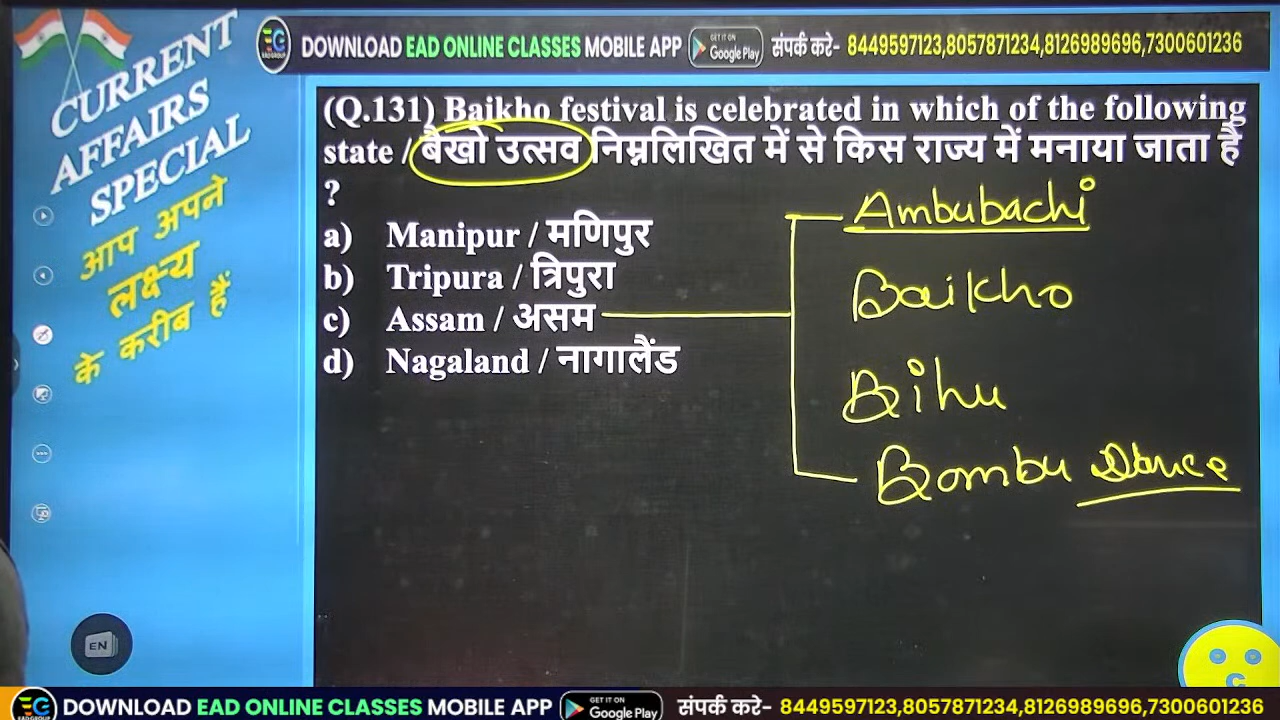 DOWNLOAD EAD ONLINE CLASSES MOBILE APP GET IT ON Google Play संपर्क करे- 8449597123,8057871234,8126989696,7300601236
CURRENT
AFFAIRS
SPECIAL
आप अपने
लक्ष्य
के करीब हैं
(Q.131) Baikho festival is celebrated in which of the following
state / बैखो उत्सव निम्नलिखित में से किस राज्य में मनाया जाता है
?
a) Manipur / मणिपुर
b) Tripura / त्रिपुरा
c) Assam / असम
d) Nagaland / नागालैंड
Ambubachi
Baikho
Bihu
Bombu Dance
EN
DOWNLOAD EAD ONLINE CLASSES MOBILE APP GET IT ON Google Play संपर्क करे- 8449597123,8057871234,8126989696,7300601236